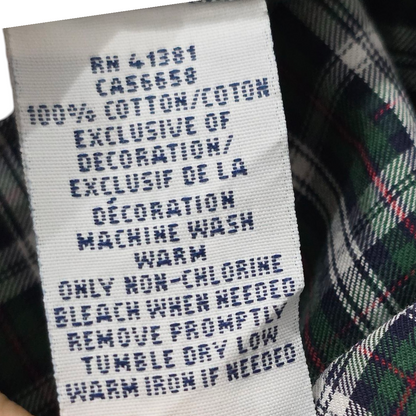 RN 41381
CA56658
100% COTTON/COTON
EXCLUSIVE OF
DECORATION/
EXCLUSIF DE LA
DÉCORATION
MACHINE WASH
WARM
ONLY NON-CHLORINE
BLEACH WHEN NEEDED
REMOVE PROMPTLY
TUMBLE DRY LOW
WARM IRON IF NEEDED